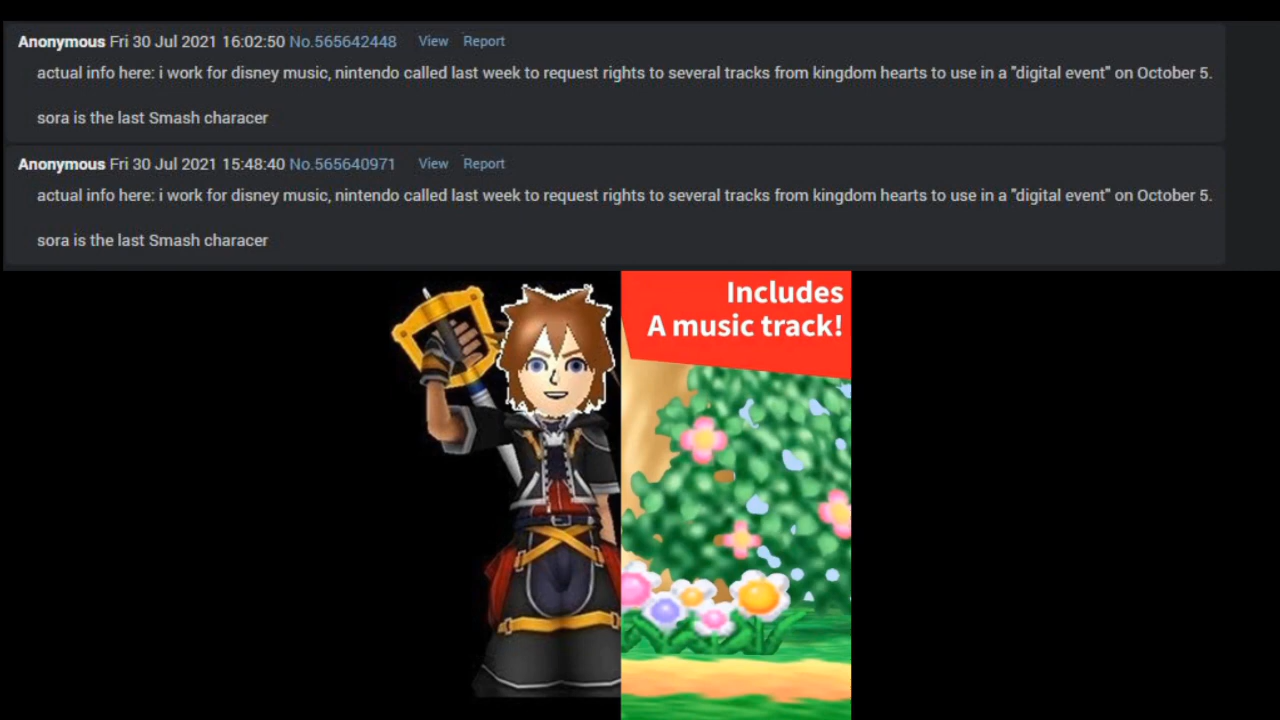 Anonymous Fri 30 Jul 2021 16:02:50 No.565642448 View Report
actual info here: i work for disney music, nintendo called last week to request rights to several tracks from kingdom hearts to use in a "digital event" on October 5.
sora is the last Smash characer
Anonymous Fri 30 Jul 2021 15:48:40 No.565640971 View Report
actual info here: i work for disney music, nintendo called last week to request rights to several tracks from kingdom hearts to use in a "digital event" on October 5.
sora is the last Smash characer
Includes
A music track!